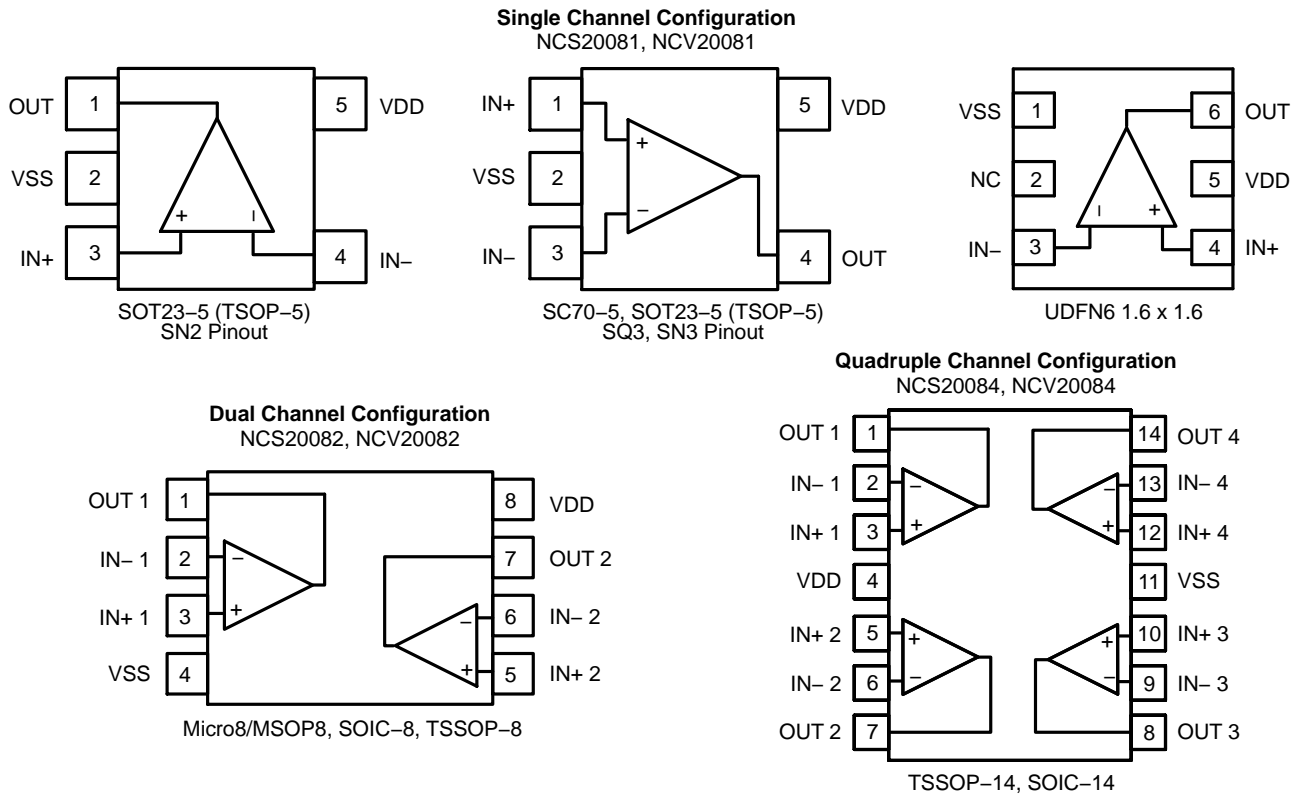 Single Channel Configuration
NCS20081, NCV20081
OUT 1 5 VDD
VSS 2
IN+ 3 4 IN−
+ −
SOT23−5 (TSOP−5)
SN2 Pinout
IN+ 1 5 VDD
VSS 2
IN− 3 4 OUT
+
−
SC70−5, SOT23−5 (TSOP−5)
SQ3, SN3 Pinout
VSS 1 6 OUT
NC 2 5 VDD
IN− 3 4 IN+
− +
UDFN6 1.6 x 1.6
Dual Channel Configuration
NCS20082, NCV20082
OUT 1 1 8 VDD
IN− 1 2 − 7 OUT 2
IN+ 1 3 + − 6 IN− 2
VSS 4 + 5 IN+ 2
Micro8/MSOP8, SOIC−8, TSSOP−8
Quadruple Channel Configuration
NCS20084, NCV20084
OUT 1 1 14 OUT 4
IN− 1 2 − − 13 IN− 4
IN+ 1 3 + + 12 IN+ 4
VDD 4 11 VSS
IN+ 2 5 + + 10 IN+ 3
IN− 2 6 − − 9 IN− 3
OUT 2 7 8 OUT 3
TSSOP−14, SOIC−14